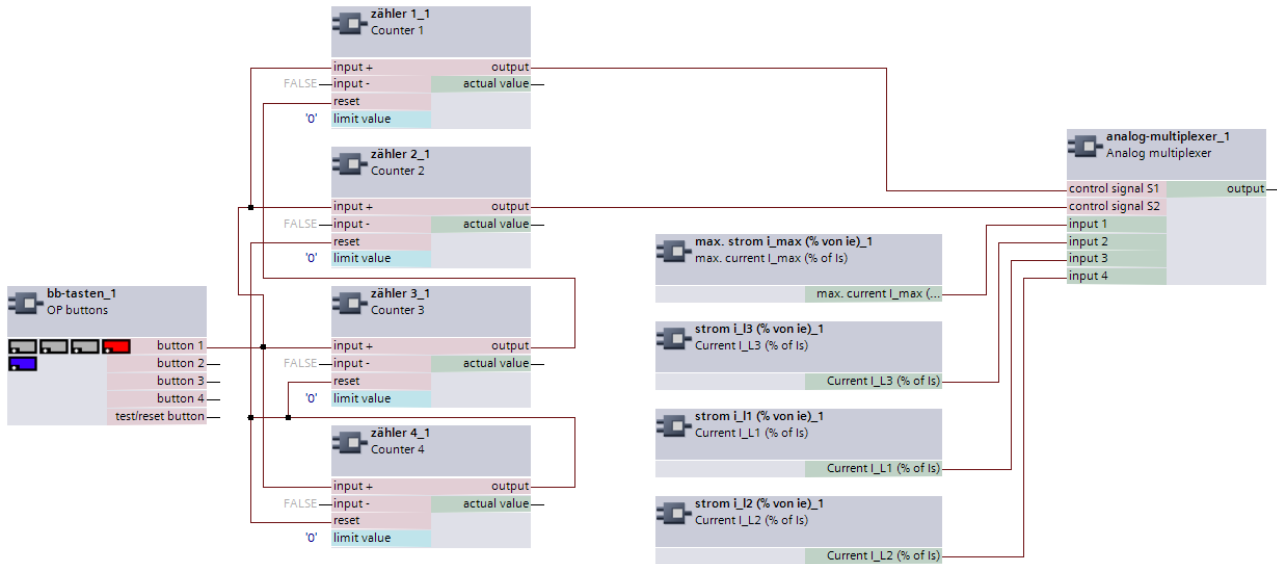 zähler 1_1
Counter 1
input + output
FALSE input - actual value
reset
'0' limit value
zähler 2_1
Counter 2
input + output
FALSE input - actual value
reset
'0' limit value
analog-multiplexer_1
Analog multiplexer
control signal S1 output
control signal S2
input 1
input 2
input 3
input 4
max. strom i_max (% von ie)_1
max. current I_max (% of Is)
max. current I_max (...
bb-tasten_1
OP buttons
button 1
button 2
button 3
button 4
test/reset button
zähler 3_1
Counter 3
input + output
FALSE input - actual value
reset
'0' limit value
strom i_l3 (% von ie)_1
Current I_L3 (% of Is)
Current I_L3 (% of Is)
zähler 4_1
Counter 4
input + output
FALSE input - actual value
reset
'0' limit value
strom i_l1 (% von ie)_1
Current I_L1 (% of Is)
Current I_L1 (% of Is)
strom i_l2 (% von ie)_1
Current I_L2 (% of Is)
Current I_L2 (% of Is)